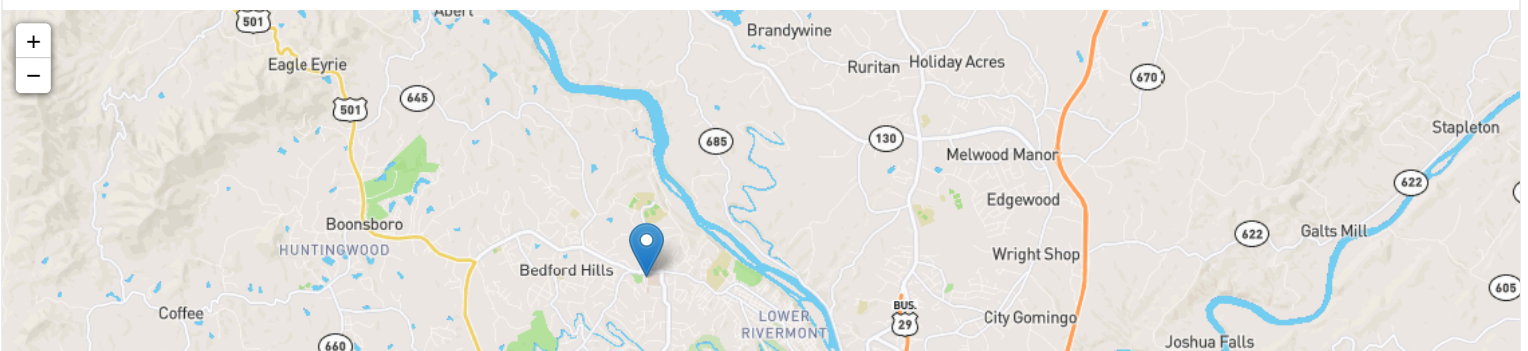 +
−
501
Abert
Brandywine
Eagle Eyrie
Ruritan
Holiday Acres
670
645
501
685
130
Stapleton
Melwood Manor
622
Edgewood
Boonsboro
622
Galts Mill
HUNTINGWOOD
Wright Shop
Bedford Hills
605
Coffee
BUS.
29
LOWER
RIVERMONT
City Gomingo
660
Joshua Falls